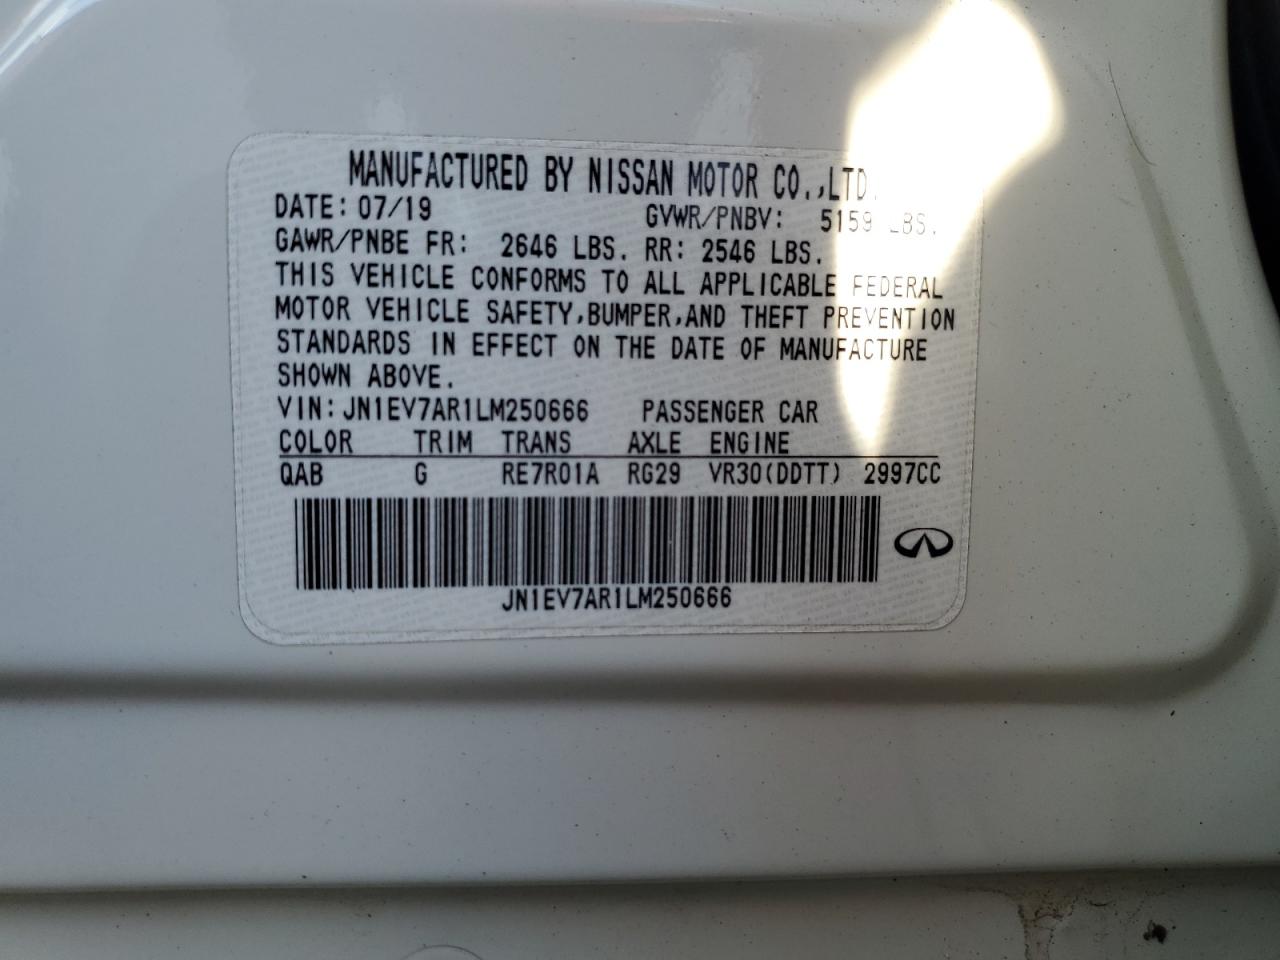 MANUFACTURED BY NISSAN MOTOR CO.,LTD.
DATE: 07/19 GVWR/PNBV: 5159 LBS.
GAWR/PNBE FR: 2646 LBS. RR: 2546 LBS.
THIS VEHICLE CONFORMS TO ALL APPLICABLE FEDERAL
MOTOR VEHICLE SAFETY,BUMPER,AND THEFT PREVENTION
STANDARDS IN EFFECT ON THE DATE OF MANUFACTURE
SHOWN ABOVE.
VIN:JN1EV7AR1LM250666 PASSENGER CAR
COLOR TRIM TRANS AXLE ENGINE
QAB G RE7R01A RG29 VR30(DDTT) 2997CC
JN1EV7AR1LM250666